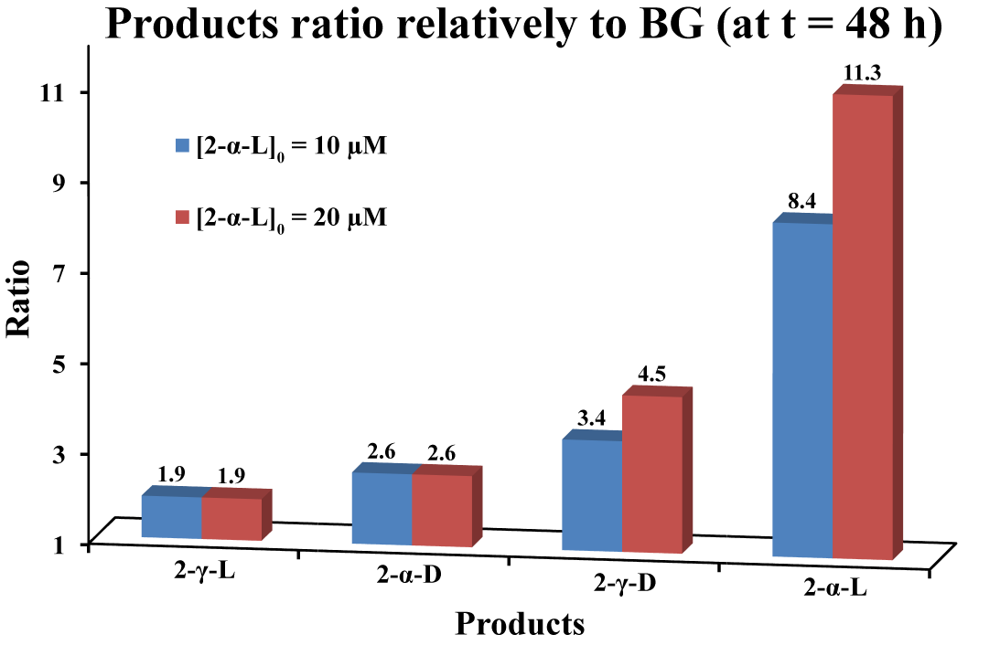 Products ratio relatively to BG (at t = 48 h)
11.3
11
[2-α-L]₀ = 10 μM
9
8.4
[2-α-L]₀ = 20 μM
7
Ratio
5
4.5
3.4
3
2.6 2.6
1.9 1.9
1
2-γ-L 2-α-D 2-γ-D 2-α-L
Products